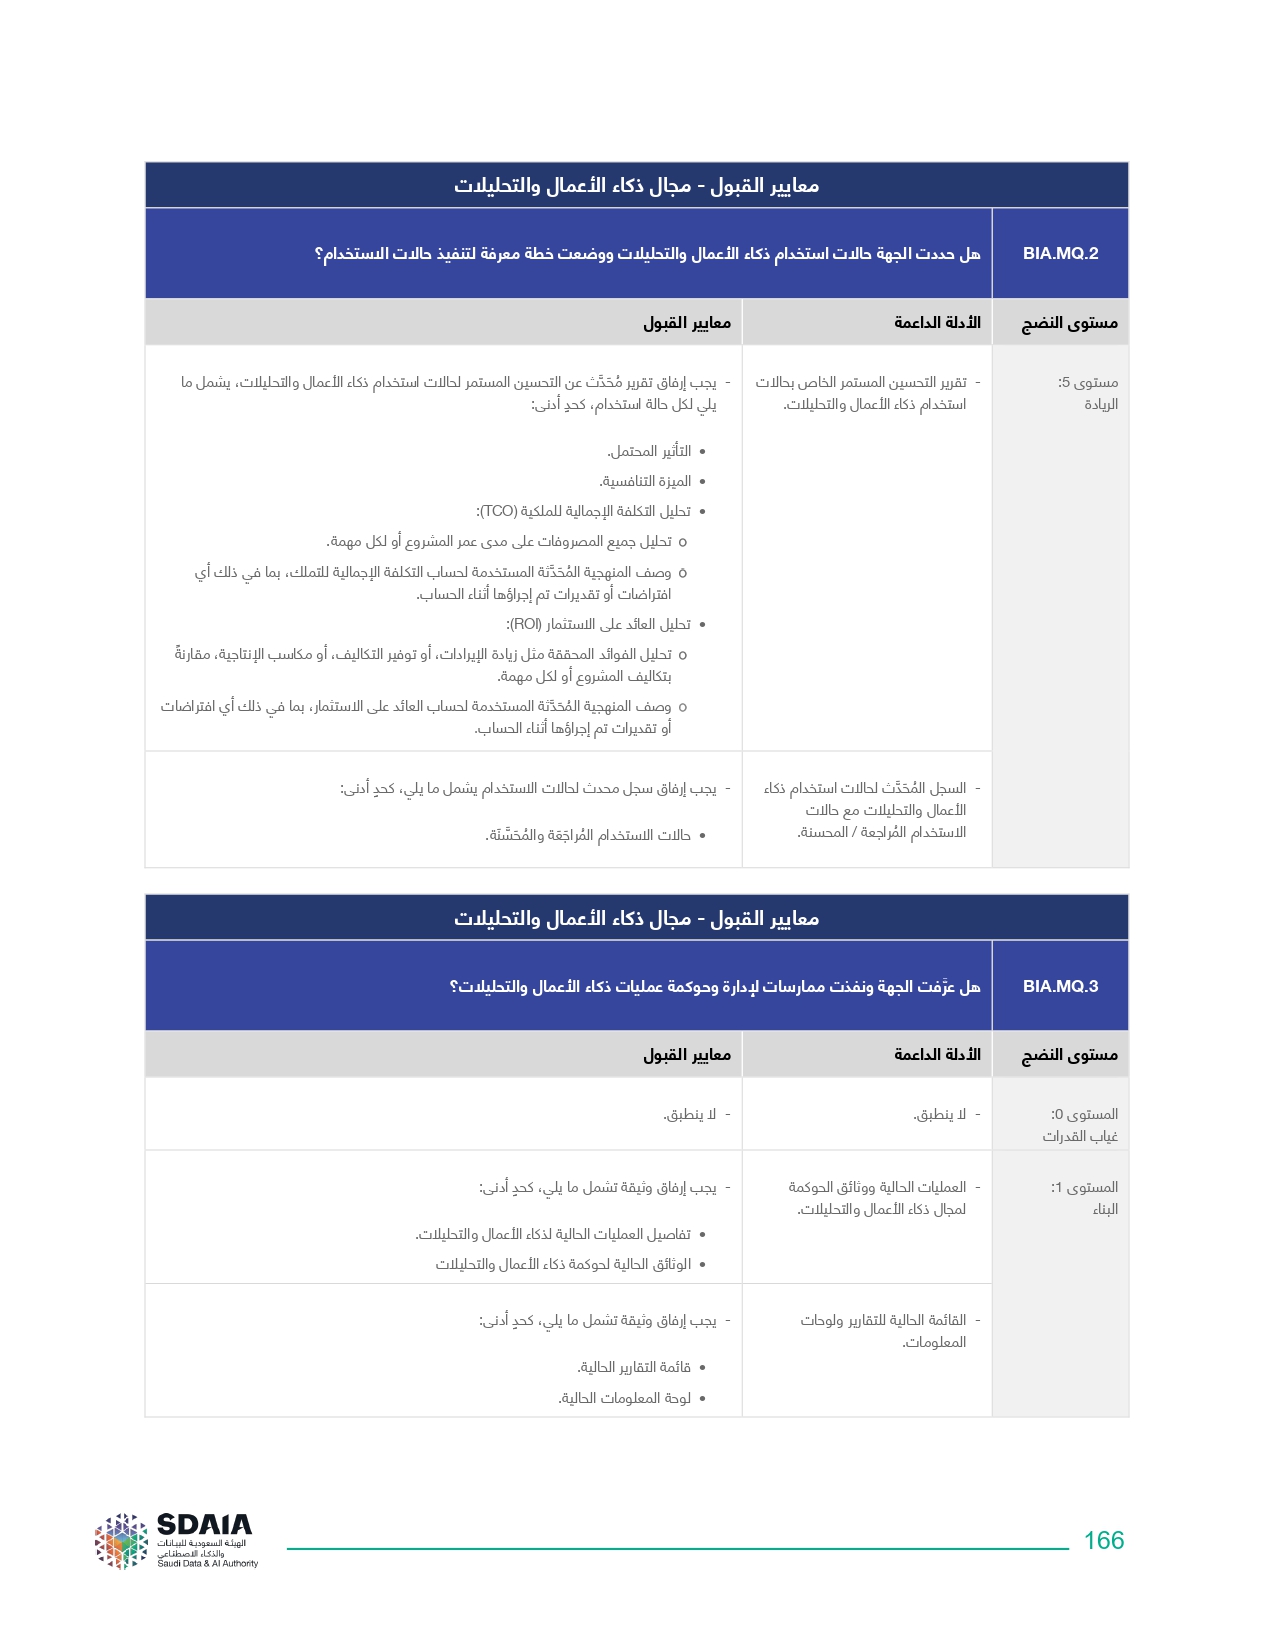 معايير القبول - مجال ذكاء الأعمال والتحليلات
BIA.MQ.2
هل حددت الجهة حالات استخدام ذكاء الأعمال والتحليلات ووضعت خطة معرفة لتنفيذ حالات الاستخدام؟
مستوى النضج
الأدلة الداعمة
معايير القبول
مستوى 5:
الريادة
- تقرير التحسين المستمر الخاص بحالات
استخدام ذكاء الأعمال والتحليلات.
- يجب إرفاق تقرير مُحَدَّث عن التحسين المستمر لحالات استخدام ذكاء الأعمال والتحليلات، يشمل ما
يلي لكل حالة استخدام، كحدٍ أدنى:
• التأثير المحتمل.
• الميزة التنافسية.
• تحليل التكلفة الإجمالية للملكية (TCO):
o تحليل جميع المصروفات على مدى عمر المشروع أو لكل مهمة.
o وصف المنهجية المُحَدَّثة المستخدمة لحساب التكلفة الإجمالية للتملك، بما في ذلك أي
افتراضات أو تقديرات تم إجراؤها أثناء الحساب.
• تحليل العائد على الاستثمار (ROI):
o تحليل الفوائد المحققة مثل زيادة الإيرادات، أو توفير التكاليف، أو مكاسب الإنتاجية، مقارنةً
بتكاليف المشروع أو لكل مهمة.
o وصف المنهجية المُحَدَّثة المستخدمة لحساب العائد على الاستثمار، بما في ذلك أي افتراضات
أو تقديرات تم إجراؤها أثناء الحساب.
- السجل المُحَدَّث لحالات استخدام ذكاء
الأعمال والتحليلات مع حالات
الاستخدام المُراجعة / المحسنة.
- يجب إرفاق سجل محدث لحالات الاستخدام يشمل ما يلي، كحدٍ أدنى:
• حالات الاستخدام المُراجَعَة والمُحَسَّنَة.
معايير القبول - مجال ذكاء الأعمال والتحليلات
BIA.MQ.3
هل عرَّفت الجهة ونفذت ممارسات لإدارة وحوكمة عمليات ذكاء الأعمال والتحليلات؟
مستوى النضج
الأدلة الداعمة
معايير القبول
المستوى 0:
غياب القدرات
- لا ينطبق.
- لا ينطبق.
المستوى 1:
البناء
- العمليات الحالية ووثائق الحوكمة
لمجال ذكاء الأعمال والتحليلات.
- يجب إرفاق وثيقة تشمل ما يلي، كحدٍ أدنى:
• تفاصيل العمليات الحالية لذكاء الأعمال والتحليلات.
• الوثائق الحالية لحوكمة ذكاء الأعمال والتحليلات
- القائمة الحالية للتقارير ولوحات
المعلومات.
- يجب إرفاق وثيقة تشمل ما يلي، كحدٍ أدنى:
• قائمة التقارير الحالية.
• لوحة المعلومات الحالية.
SDAIA
الهيئة السعودية للبيانات
والذكاء الاصطناعي
Saudi Data & AI Authority
166